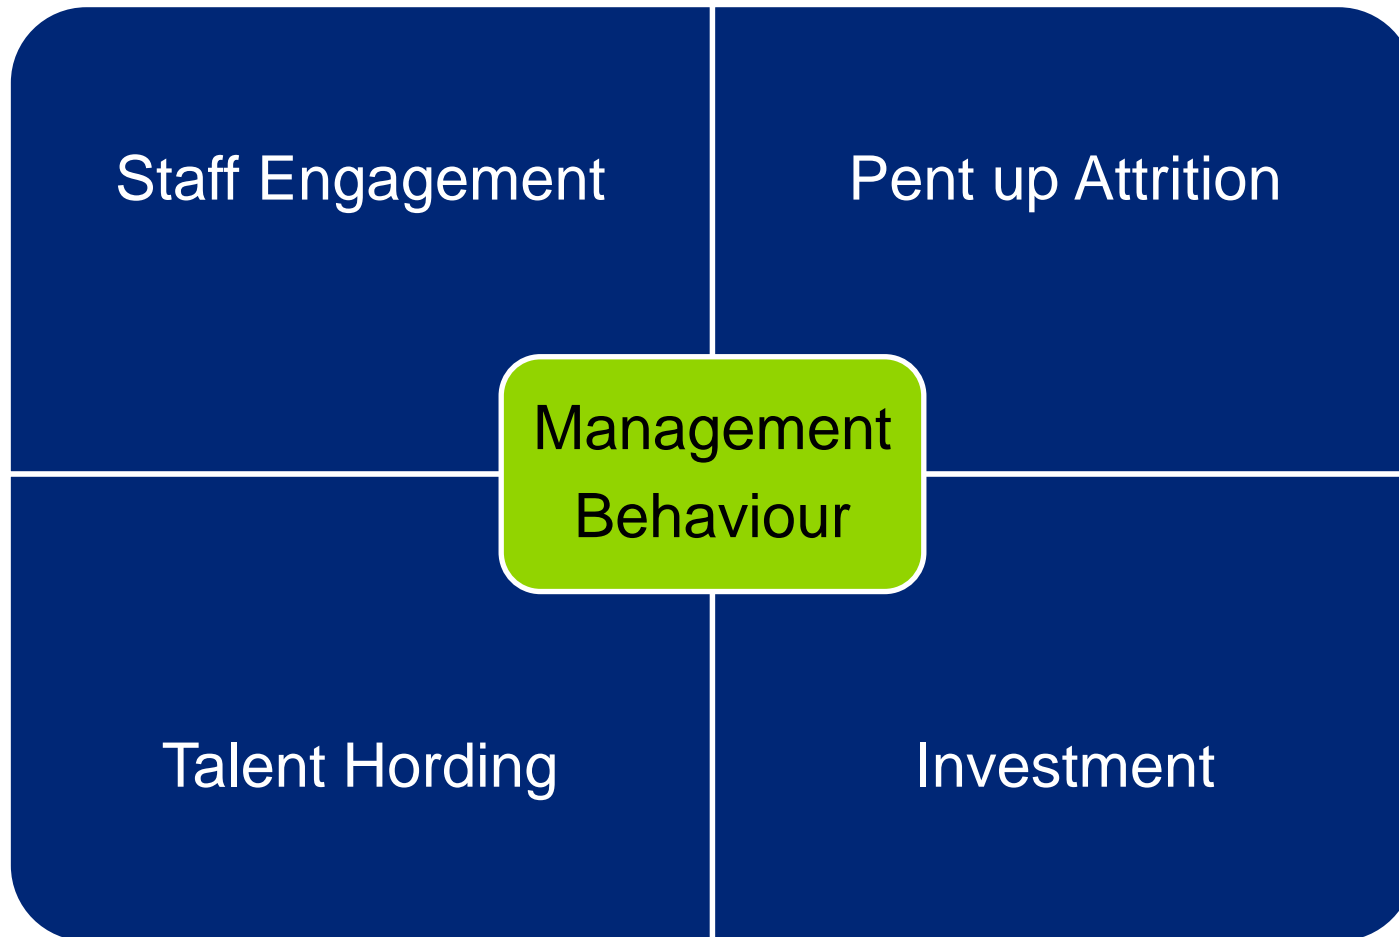 Staff Engagement
Pent up Attrition
Management
Behaviour
Talent Hording
Investment